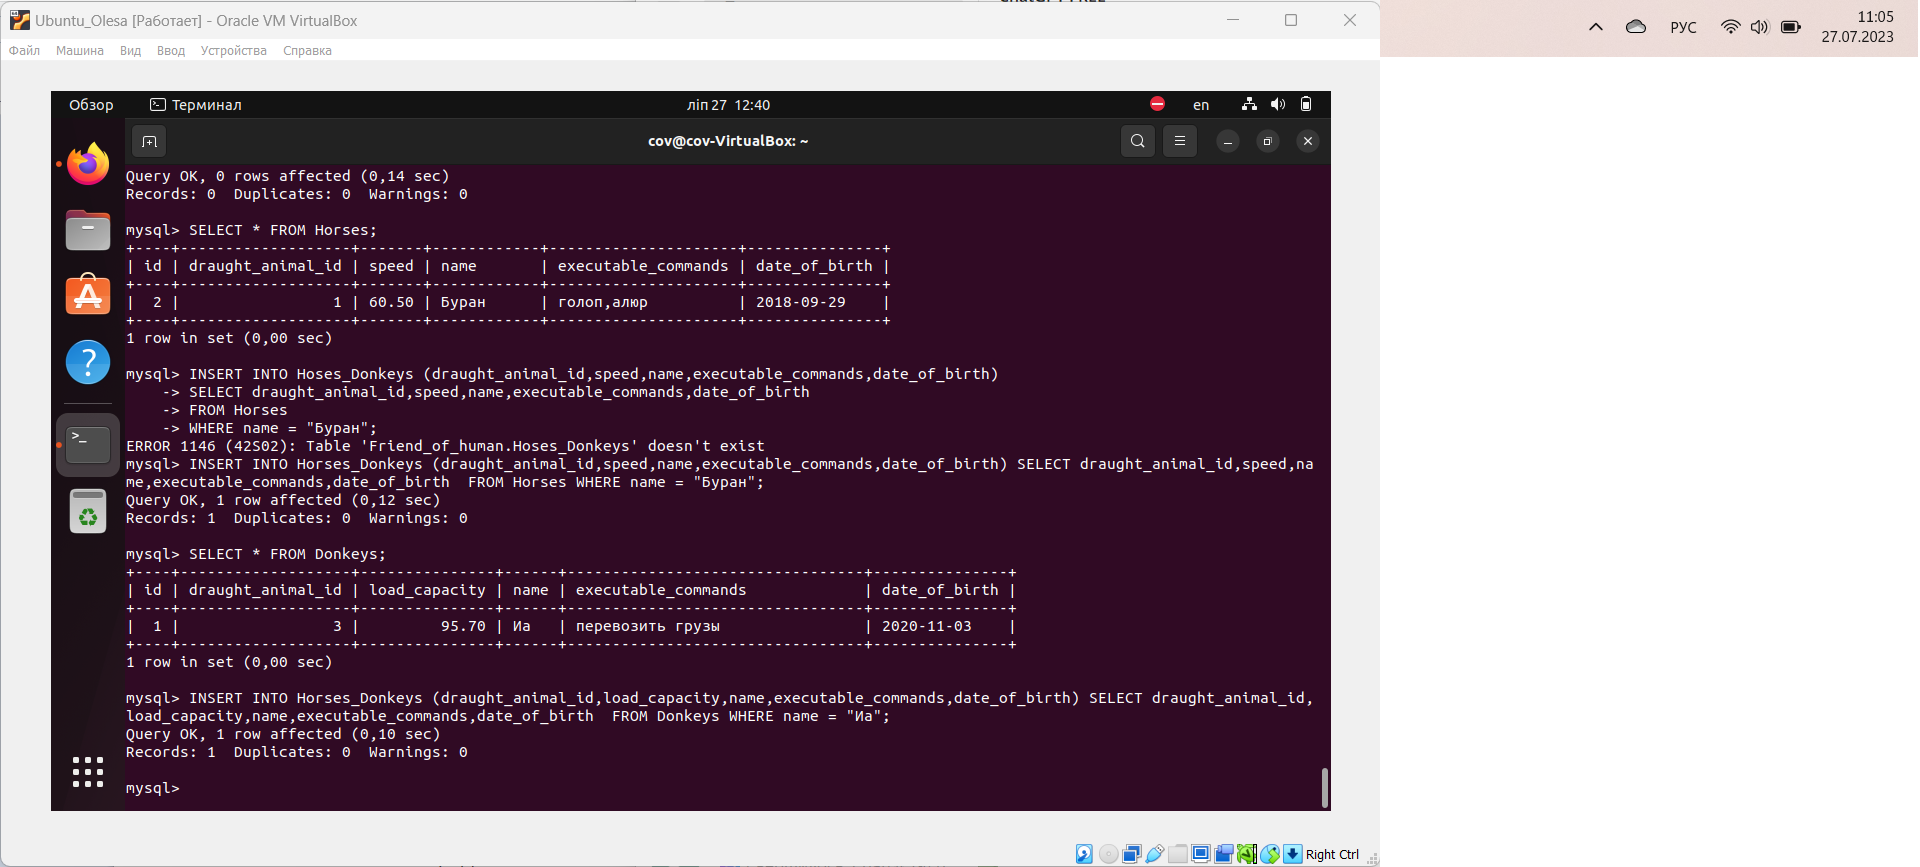 Ubuntu_Olesa [Работает] - Oracle VM VirtualBox
Файл Машина Вид Ввод Устройства Справка
РУС
11:05
27.07.2023
Обзор Терминал ліп 27 12:40 en
cov@cov-VirtualBox: ~
Query OK, 0 rows affected (0,14 sec)
Records: 0  Duplicates: 0  Warnings: 0
mysql> SELECT * FROM Horses;
+----+-------------------+-------+------------+---------------------+---------------+
| id | draught_animal_id | speed | name       | executable_commands | date_of_birth |
+----+-------------------+-------+------------+---------------------+---------------+
|  2 |                 1 | 60.50 | Буран      | голоп,алюр          | 2018-09-29    |
+----+-------------------+-------+------------+---------------------+---------------+
1 row in set (0,00 sec)
mysql> INSERT INTO Hoses_Donkeys (draught_animal_id,speed,name,executable_commands,date_of_birth)
    -> SELECT draught_animal_id,speed,name,executable_commands,date_of_birth
    -> FROM Horses
    -> WHERE name = "Буран";
ERROR 1146 (42S02): Table 'Friend_of_human.Hoses_Donkeys' doesn't exist
mysql> INSERT INTO Horses_Donkeys (draught_animal_id,speed,name,executable_commands,date_of_birth) SELECT draught_animal_id,speed,na
me,executable_commands,date_of_birth  FROM Horses WHERE name = "Буран";
Query OK, 1 row affected (0,12 sec)
Records: 1  Duplicates: 0  Warnings: 0
mysql> SELECT * FROM Donkeys;
+----+-------------------+---------------+------+---------------------------------+---------------+
| id | draught_animal_id | load_capacity | name | executable_commands             | date_of_birth |
+----+-------------------+---------------+------+---------------------------------+---------------+
|  1 |                 3 |         95.70 | Иа   | перевозить грузы                | 2020-11-03    |
+----+-------------------+---------------+------+---------------------------------+---------------+
1 row in set (0,00 sec)
mysql> INSERT INTO Horses_Donkeys (draught_animal_id,load_capacity,name,executable_commands,date_of_birth) SELECT draught_animal_id,
load_capacity,name,executable_commands,date_of_birth  FROM Donkeys WHERE name = "Иа";
Query OK, 1 row affected (0,10 sec)
Records: 1  Duplicates: 0  Warnings: 0
mysql>
Right Ctrl